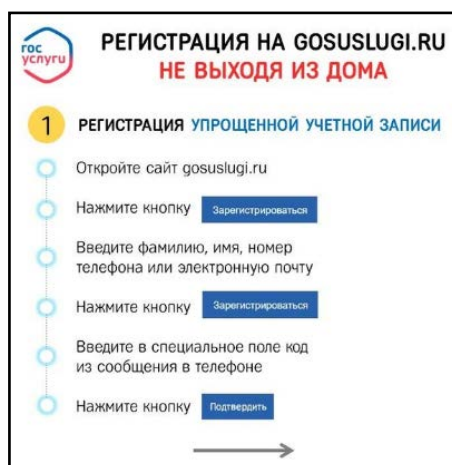 гос
услуги
РЕГИСТРАЦИЯ НА GOSUSLUGI.RU
НЕ ВЫХОДЯ ИЗ ДОМА
1 РЕГИСТРАЦИЯ УПРОЩЕННОЙ УЧЕТНОЙ ЗАПИСИ
Откройте сайт gosuslugi.ru
Нажмите кнопку Зарегистрироваться
Введите фамилию, имя, номер
телефона или электронную почту
Нажмите кнопку Зарегистрироваться
Введите в специальное поле код
из сообщения в телефоне
Нажмите кнопку Подтвердить